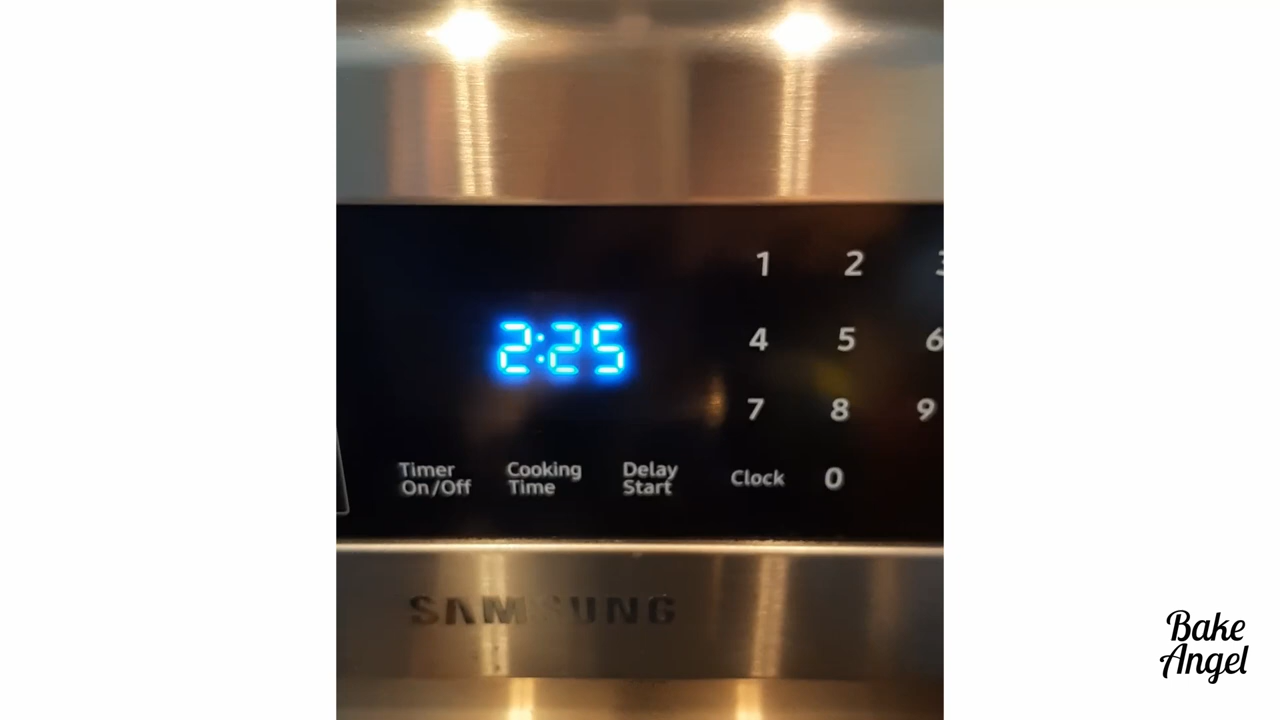 1 2 3
2:25
4 5 6
7 8 9
Timer
On/Off
Cooking
Time
Delay
Start
Clock 0
SAMSUNG
Bake
Angel